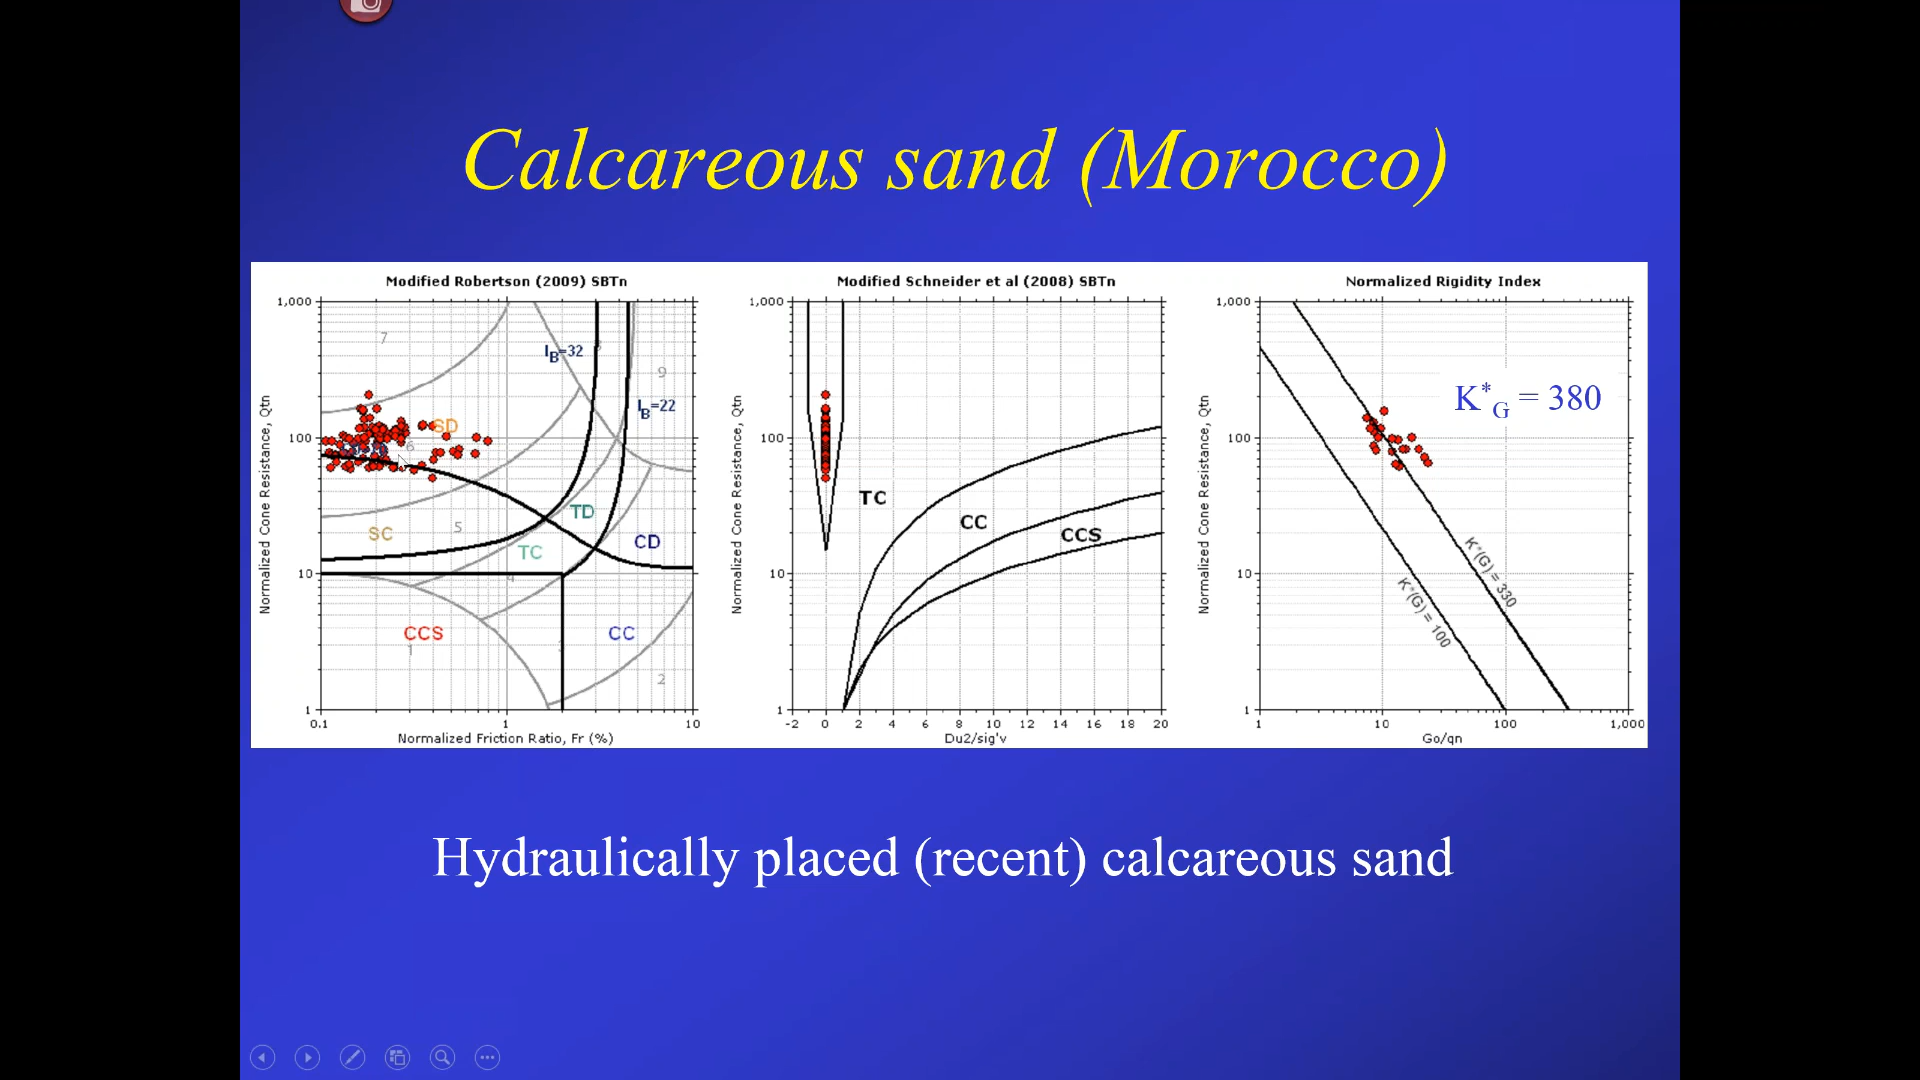 Calcareous sand (Morocco)
Modified Robertson (2009) SBTn
Normalized Cone Resistance, Qtn
1,000
100
10
1
7
I_B=32
9
I_B=22
SD
6
SC
5
TD
TC
CD
4
CCS
1
CC
3
2
0.1
1
10
Normalized Friction Ratio, Fr (%)
Modified Schneider et al (2008) SBTn
Normalized Cone Resistance, Qtn
1,000
100
10
1
TC
CC
CCS
-2 0 2 4 6 8 10 12 14 16 18 20
Du2/sig'v
Normalized Rigidity Index
Normalized Cone Resistance, Qtn
1,000
100
10
1
K*G = 380
K*(G) = 330
K*(G) = 100
1 10 100 1,000
Go/qn
Hydraulically placed (recent) calcareous sand